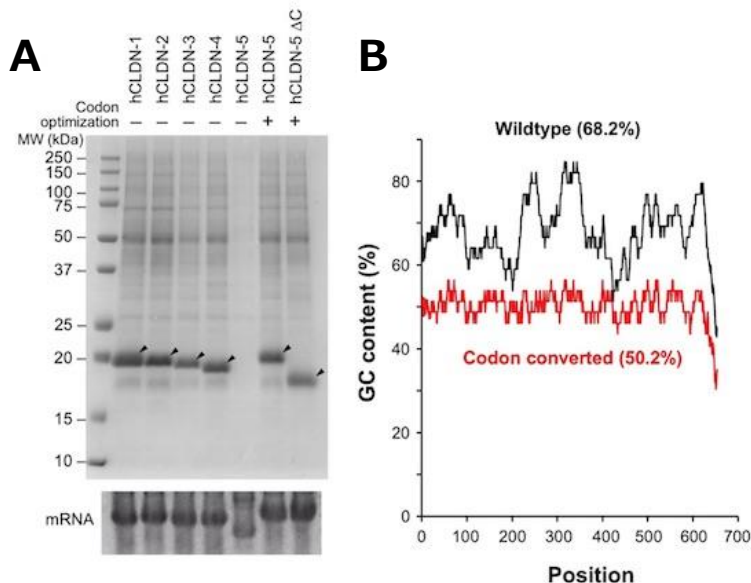 A
hCLDN-1
hCLDN-2
hCLDN-3
hCLDN-4
hCLDN-5
hCLDN-5
hCLDN-5 ΔC
Codon
optimization
– – – – – + +
MW (kDa)
250
150
100
75
50
37
25
20
15
10
mRNA
B
Wildtype (68.2%)
Codon converted (50.2%)
GC content (%)
80
60
40
20
0
0 100 200 300 400 500 600 700
Position